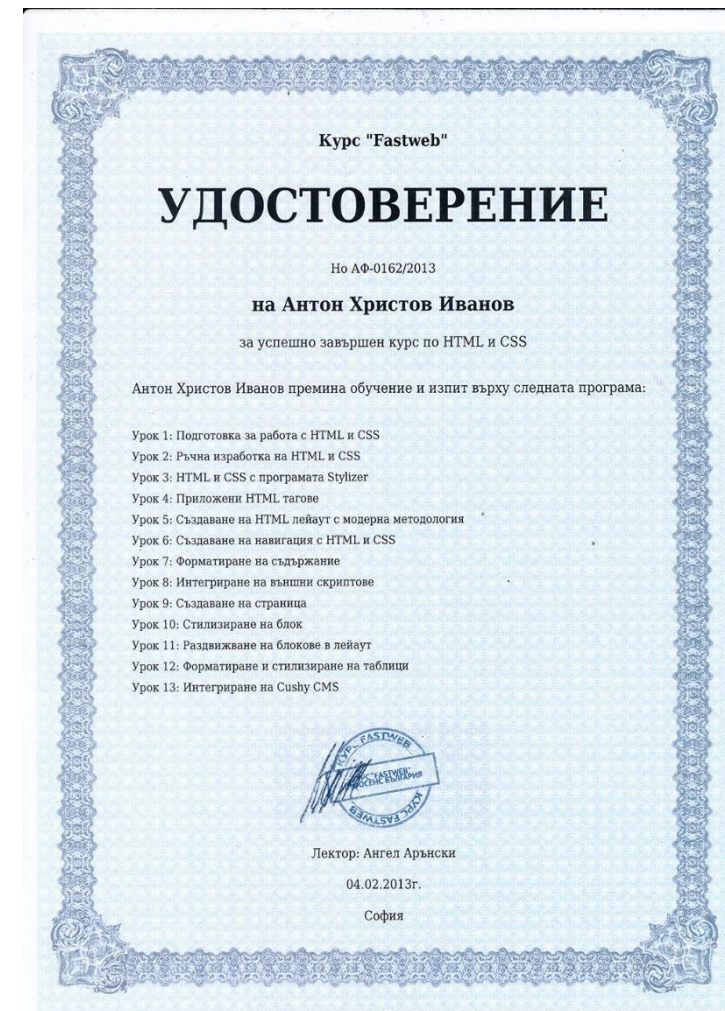 Курс "Fastweb"
УДОСТОВЕРЕНИЕ
Но АФ-0162/2013
на Антон Христов Иванов
за успешно завършен курс по HTML и CSS
Антон Христов Иванов премина обучение и изпит върху следната програма:
Урок 1: Подготовка за работа с HTML и CSS
Урок 2: Ръчна изработка на HTML и CSS
Урок 3: HTML и CSS с програмата Stylizer
Урок 4: Приложени HTML тагове
Урок 5: Създаване на HTML лейаут с модерна методология
Урок 6: Създаване на навигация с HTML и CSS
Урок 7: Форматиране на съдържание
Урок 8: Интегриране на външни скриптове
Урок 9: Създаване на страница
Урок 10: Стилизиране на блок
Урок 11: Раздвижване на блокове в лейаут
Урок 12: Форматиране и стилизиране на таблици
Урок 13: Интегриране на Cushy CMS
КУРС FASTWEB
"FASTWEB"
БЪЛГАРИЯ
КУРС FASTWEB
Лектор: Ангел Арънски
04.02.2013г.
София